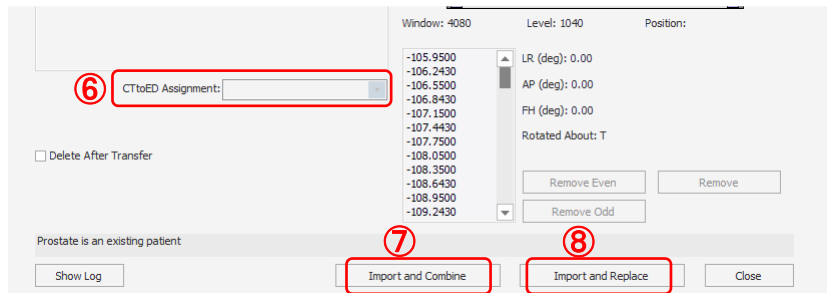 Window: 4080 Level: 1040 Position:
-105.9500 LR (deg): 0.00
-106.2430
⑥ CTtoED Assignment: -106.5500 AP (deg): 0.00
-106.8430
-107.1500 FH (deg): 0.00
-107.4430
-107.7500 Rotated About: T
Delete After Transfer -108.0500
-108.3500
-108.6430 Remove Even Remove
-108.9500
-109.2430 Remove Odd
Prostate is an existing patient ⑦ ⑧
Show Log Import and Combine Import and Replace Close